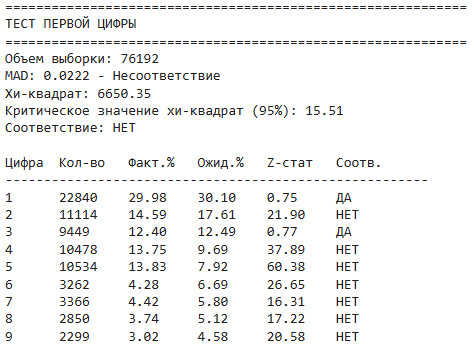 ============================================================
ТЕСТ ПЕРВОЙ ЦИФРЫ
============================================================
Объем выборки: 76192
MAD: 0.0222 - Несоответствие
Хи-квадрат: 6650.35
Критическое значение хи-квадрат (95%): 15.51
Соответствие: НЕТ

Цифра  Кол-во   Факт.%   Ожид.%   Z-стат   Соотв.
-------------------------------------------------------
1      22840    29.98    30.10    0.75     ДА
2      11114    14.59    17.61    21.90    НЕТ
3      9449     12.40    12.49    0.77     ДА
4      10478    13.75    9.69     37.89    НЕТ
5      10534    13.83    7.92     60.38    НЕТ
6      3262     4.28     6.69     26.65    НЕТ
7      3366     4.42     5.80     16.31    НЕТ
8      2850     3.74     5.12     17.22    НЕТ
9      2299     3.02     4.58     20.58    НЕТ